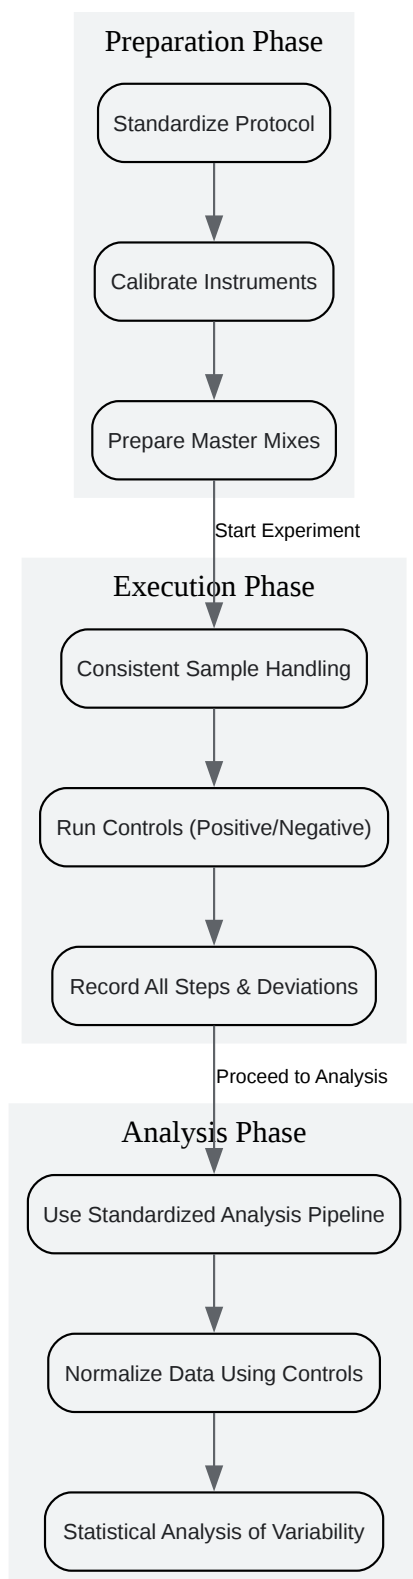 Preparation Phase
Standardize Protocol
Calibrate Instruments
Prepare Master Mixes
Start Experiment
Execution Phase
Consistent Sample Handling
Run Controls (Positive/Negative)
Record All Steps & Deviations
Proceed to Analysis
Analysis Phase
Use Standardized Analysis Pipeline
Normalize Data Using Controls
Statistical Analysis of Variability